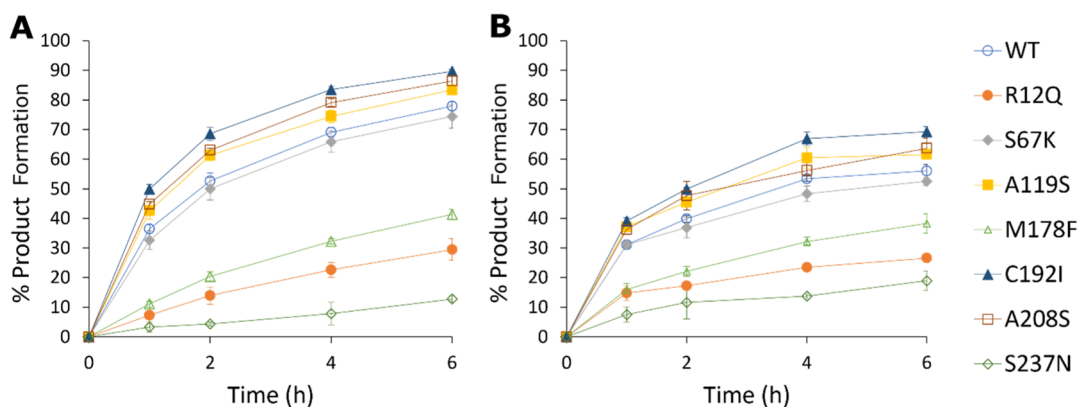 A
% Product Formation
100
90
80
70
60
50
40
30
20
10
0
0 2 4 6
Time (h)
B
% Product Formation
100
90
80
70
60
50
40
30
20
10
0
0 2 4 6
Time (h)
WT
R12Q
S67K
A119S
M178F
C192I
A208S
S237N